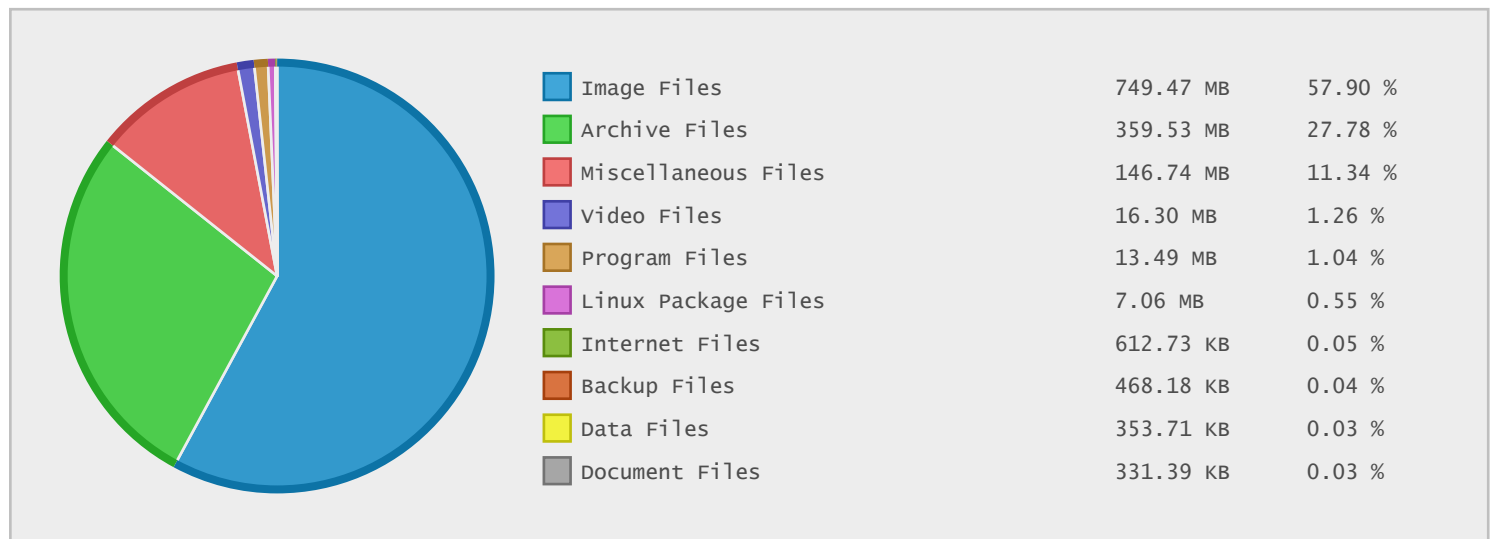 Image Files 749.47 MB 57.90 %
Archive Files 359.53 MB 27.78 %
Miscellaneous Files 146.74 MB 11.34 %
Video Files 16.30 MB 1.26 %
Program Files 13.49 MB 1.04 %
Linux Package Files 7.06 MB 0.55 %
Internet Files 612.73 KB 0.05 %
Backup Files 468.18 KB 0.04 %
Data Files 353.71 KB 0.03 %
Document Files 331.39 KB 0.03 %